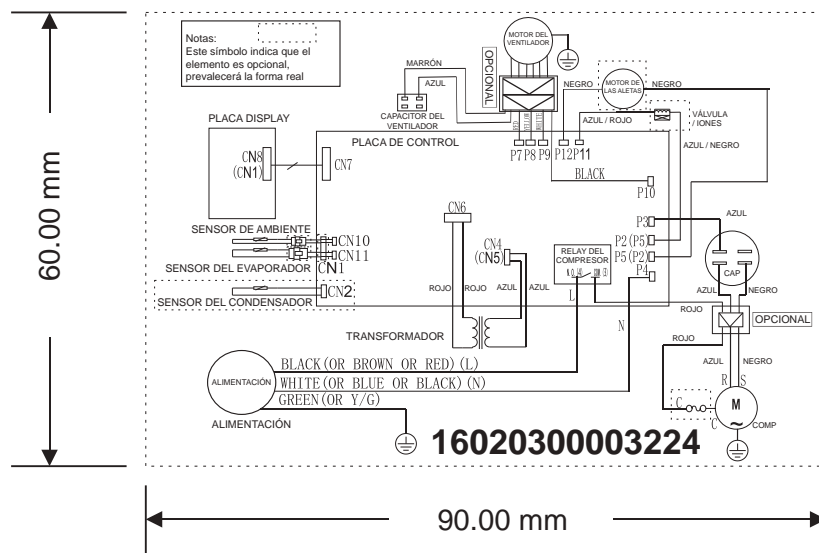 60.00 mm
Notas:
Este símbolo indica que el
elemento es opcional,
prevalecerá la forma real
MOTOR DEL
VENTILADOR
OPCIONAL
MARRÓN
AZUL
CAPACITOR DEL
VENTILADOR
NEGRO
MOTOR DE
LAS ALETAS
NEGRO
VÁLVULA
/ IONES
AZUL / ROJO
AZUL / NEGRO
PLACA DISPLAY
PLACA DE CONTROL
RED
YELLOW
WHITE
P7 P8 P9 P12 P11
CN8
(CN1)
CN7
BLACK
P10
SENSOR DE AMBIENTE
CN10
CN11
SENSOR DEL EVAPORADOR
CN1
CN2
SENSOR DEL CONDENSADOR
CN6
CN4
(CN5)
ROJO
ROJO
AZUL
AZUL
TRANSFORMADOR
RELAY DEL
COMPRESOR
L
N
P3
P2(P5)
P5(P2)
P4
AZUL
CAP
AZUL
NEGRO
ROJO
OPCIONAL
ROJO
AZUL
NEGRO
R
S
C
C
M
~
COMP
ALIMENTACIÓN
BLACK(OR BROWN OR RED)(L)
WHITE(OR BLUE OR BLACK)(N)
GREEN(OR Y/G)
ALIMENTACIÓN
16020300003224
90.00 mm